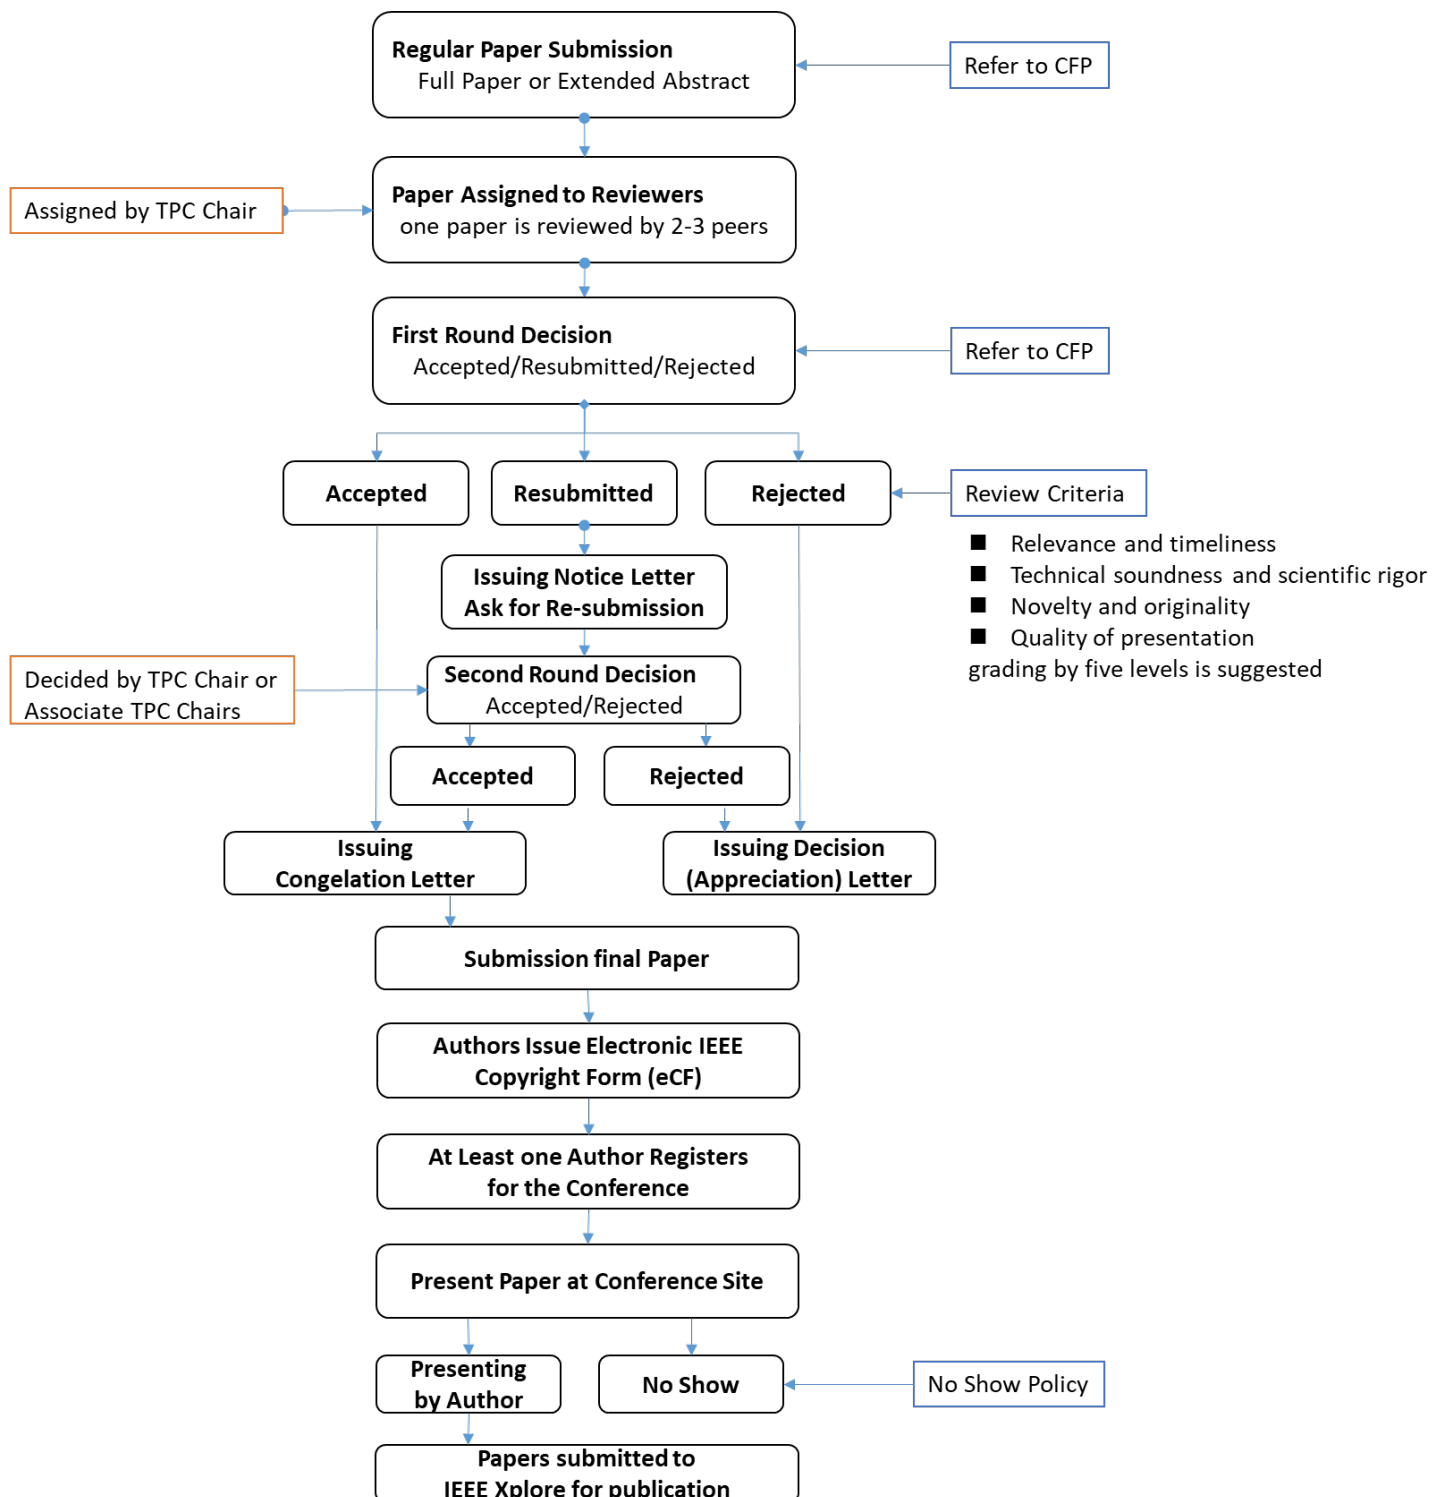 Regular Paper Submission
Full Paper or Extended Abstract
Refer to CFP
Assigned by TPC Chair
Paper Assigned to Reviewers
one paper is reviewed by 2-3 peers
First Round Decision
Accepted/Resubmitted/Rejected
Refer to CFP
Accepted
Resubmitted
Rejected
Review Criteria
■ Relevance and timeliness
■ Technical soundness and scientific rigor
■ Novelty and originality
■ Quality of presentation
grading by five levels is suggested
Issuing Notice Letter
Ask for Re-submission
Decided by TPC Chair or
Associate TPC Chairs
Second Round Decision
Accepted/Rejected
Accepted
Rejected
Issuing
Congelation Letter
Issuing Decision
(Appreciation) Letter
Submission final Paper
Authors Issue Electronic IEEE
Copyright Form (eCF)
At Least one Author Registers
for the Conference
Present Paper at Conference Site
Presenting
by Author
No Show
No Show Policy
Papers submitted to
IEEE Xplore for publication